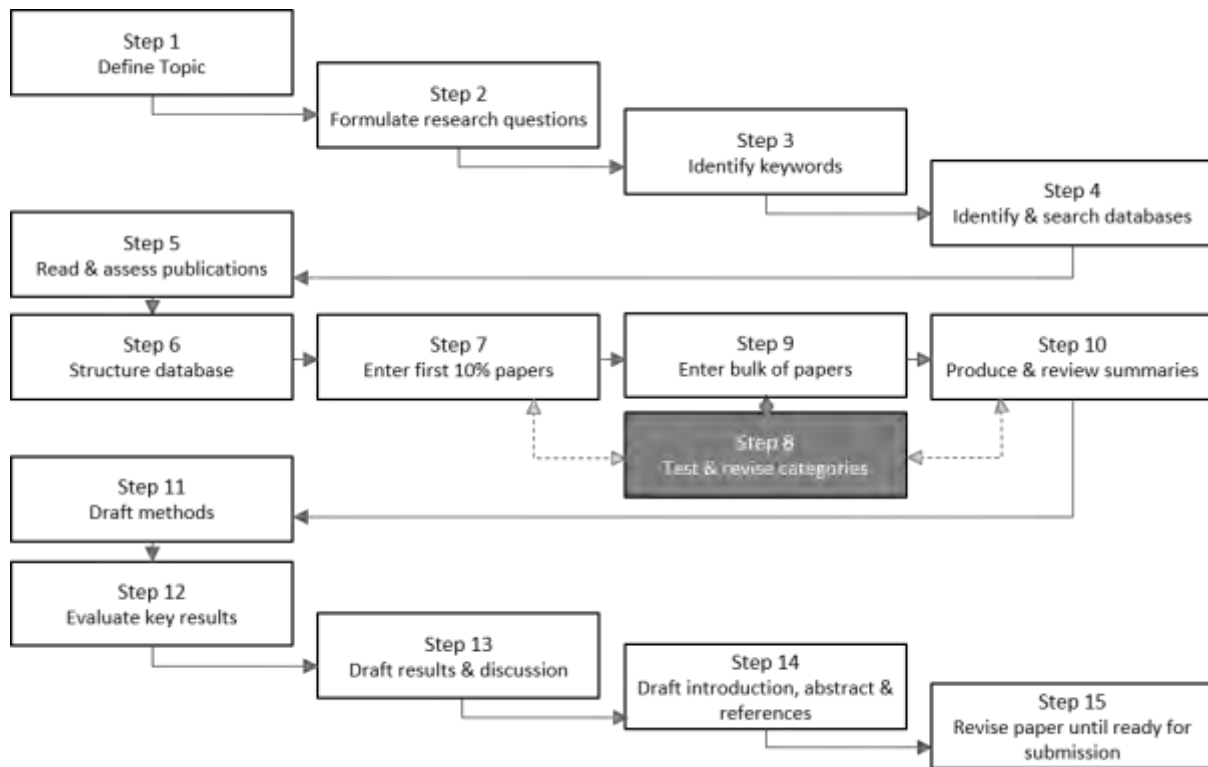 Step 1
Define Topic
Step 2
Formulate research questions
Step 3
Identify keywords
Step 4
Identify & search databases
Step 5
Read & assess publications
Step 6
Structure database
Step 7
Enter first 10% papers
Step 9
Enter bulk of papers
Step 10
Produce & review summaries
Step 8
Test & revise categories
Step 11
Draft methods
Step 12
Evaluate key results
Step 13
Draft results & discussion
Step 14
Draft introduction, abstract &
references
Step 15
Revise paper until ready for
submission